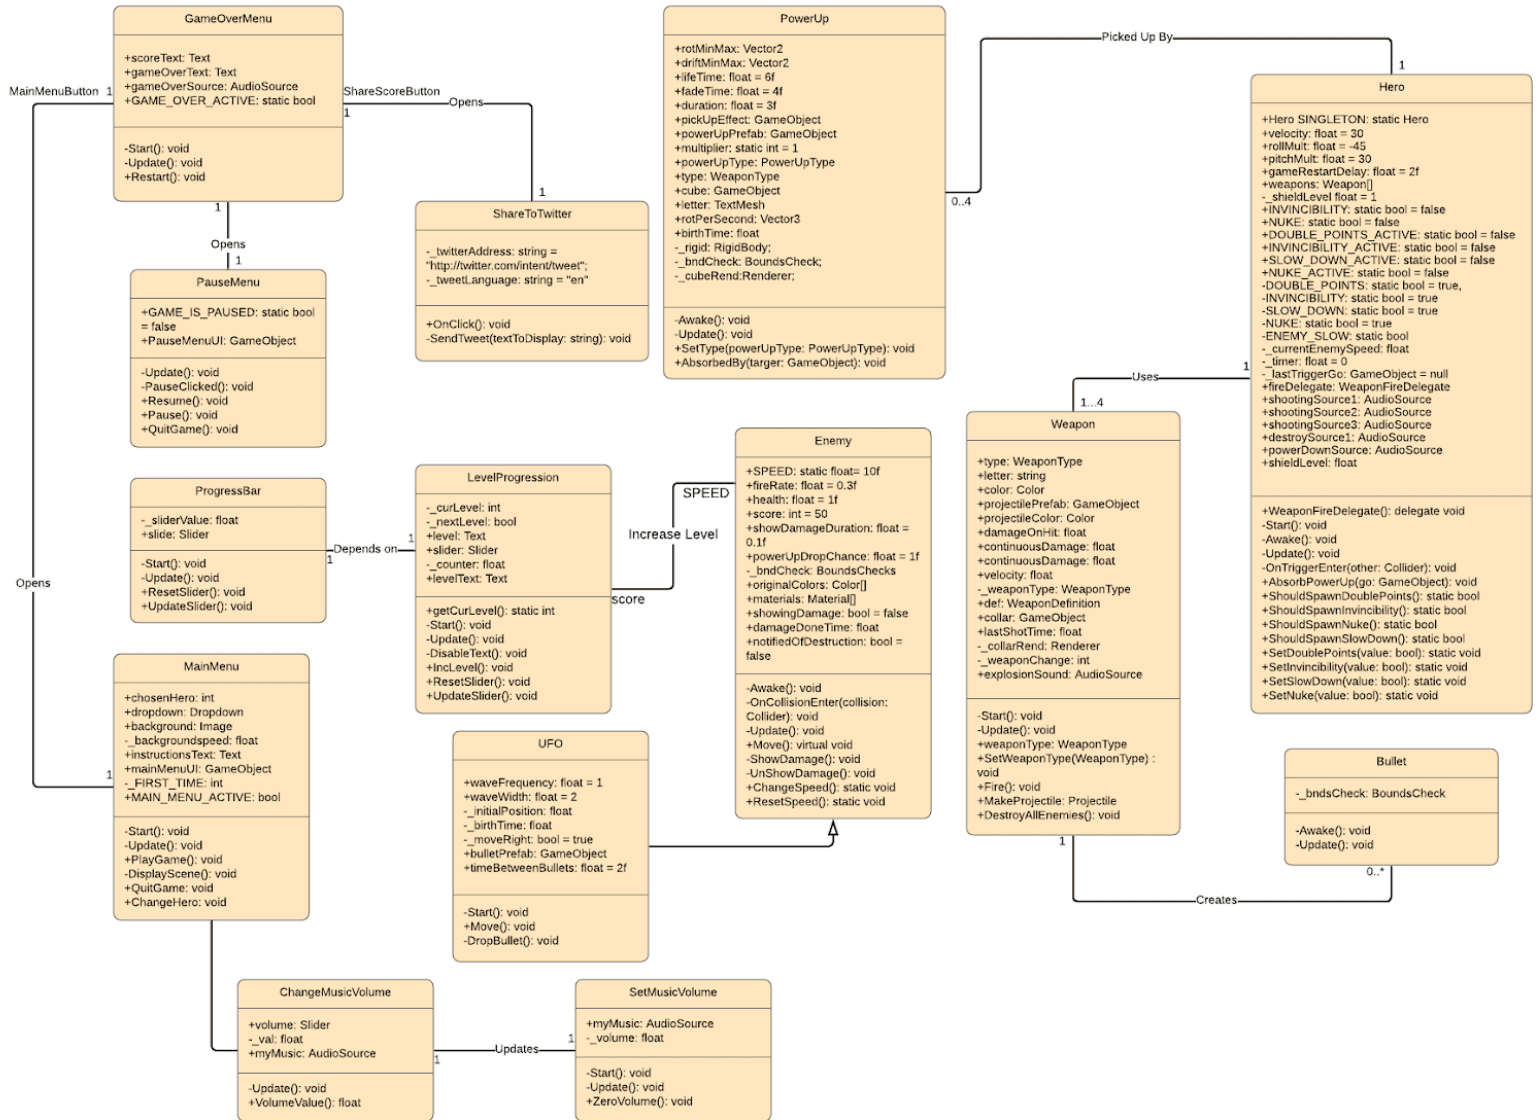 GameOverMenu
+scoreText: Text
+gameOverText: Text
+gameOverSource: AudioSource
+GAME_OVER_ACTIVE: static bool
-Start(): void
-Update(): void
+Restart(): void
MainMenuButton
1
ShareScoreButton
1
Opens
1
1
Opens
1
ShareToTwitter
-_twitterAddress: string =
"http://twitter.com/intent/tweet";
-_tweetLanguage: string = "en"
+OnClick(): void
-SendTweet(textToDisplay: string): void
PauseMenu
+GAME_IS_PAUSED: static bool
= false
+PauseMenuUI: GameObject
-Update(): void
-PauseClicked(): void
+Resume(): void
+Pause(): void
+QuitGame(): void
PowerUp
+rotMinMax: Vector2
+driftMinMax: Vector2
+lifeTime: float = 6f
+fadeTime: float = 4f
+duration: float = 3f
+pickUpEffect: GameObject
+powerUpPrefab: GameObject
+multiplier: static int = 1
+powerUpType: PowerUpType
+type: WeaponType
+cube: GameObject
+letter: TextMesh
+rotPerSecond: Vector3
+birthTime: float
-_rigid: RigidBody;
-_bndCheck: BoundsCheck;
-_cubeRend:Renderer;
-Awake(): void
-Update(): void
+SetType(powerUpType: PowerUpType): void
+AbsorbedBy(targer: GameObject): void
Picked Up By
1
0..4
Hero
+Hero SINGLETON: static Hero
+velocity: float = 30
+rollMult: float = -45
+pitchMult: float = 30
+gameRestartDelay: float = 2f
+weapons: Weapon[]
-_shieldLevel float = 1
+INVINCIBILITY: static bool = false
+NUKE: static bool = false
+DOUBLE_POINTS_ACTIVE: static bool = false
+INVINCIBILITY_ACTIVE: static bool = false
+SLOW_DOWN_ACTIVE: static bool = false
+NUKE_ACTIVE: static bool = false
-DOUBLE_POINTS: static bool = true,
-INVINCIBILITY: static bool = true
-SLOW_DOWN: static bool = true
-NUKE: static bool = true
-ENEMY_SLOW: static bool
-_currentEnemySpeed: float
-_timer: float = 0
-_lastTriggerGo: GameObject = null
+fireDelegate: WeaponFireDelegate
+shootingSource1: AudioSource
+shootingSource2: AudioSource
+shootingSource3: AudioSource
+destroySource1: AudioSource
+powerDownSource: AudioSource
+shieldLevel: float
+WeaponFireDelegate(): delegate void
-Start(): void
-Awake(): void
-Update(): void
-OnTriggerEnter(other: Collider): void
+AbsorbPowerUp(go: GameObject): void
+ShouldSpawnDoublePoints(): static bool
+ShouldSpawnInvincibility(): static bool
+ShouldSpawnNuke(): static bool
+ShouldSpawnSlowDown(): static bool
+SetDoublePoints(value: bool): static void
+SetInvincibility(value: bool): static void
+SetSlowDown(value: bool): static void
+SetNuke(value: bool): static void
1
Uses
1...4
Weapon
+type: WeaponType
+letter: string
+color: Color
+projectilePrefab: GameObject
+projectileColor: Color
+damageOnHit: float
+continuousDamage: float
+continuousDamage: float
+velocity: float
-_weaponType: WeaponType
+def: WeaponDefinition
+collar: GameObject
+lastShotTime: float
-_collarRend: Renderer
-_weaponChange: int
+explosionSound: AudioSource
-Start(): void
-Update(): void
+weaponType: WeaponType
+SetWeaponType(WeaponType) :
void
+Fire(): void
+MakeProjectile: Projectile
+DestroyAllEnemies(): void
1
Creates
0..*
Bullet
-_bndsCheck: BoundsCheck
-Awake(): void
-Update(): void
ProgressBar
-_sliderValue: float
+slide: Slider
-Start(): void
-Update(): void
+ResetSlider(): void
+UpdateSlider(): void
1
Depends on
1
LevelProgression
-_curLevel: int
-_nextLevel: bool
+level: Text
+slider: Slider
-_counter: float
+levelText: Text
+getCurLevel(): static int
-Start(): void
-Update(): void
-DisableText(): void
+IncLevel(): void
+ResetSlider(): void
+UpdateSlider(): void
SPEED
Increase Level
score
Enemy
+SPEED: static float= 10f
+fireRate: float = 0.3f
+health: float = 1f
+score: int = 50
+showDamageDuration: float =
0.1f
+powerUpDropChance: float = 1f
-_bndCheck: BoundsChecks
+originalColors: Color[]
+materials: Material[]
+showingDamage: bool = false
+damageDoneTime: float
+notifiedOfDestruction: bool =
false
-Awake(): void
-OnCollisionEnter(collision:
Collider): void
-Update(): void
+Move(): virtual void
-ShowDamage(): void
-UnShowDamage(): void
+ChangeSpeed(): static void
+ResetSpeed(): static void
Opens
1
MainMenu
+chosenHero: int
+dropdown: Dropdown
+background: Image
-_backgroundspeed: float
+instructionsText: Text
+mainMenuUI: GameObject
-_FIRST_TIME: int
+MAIN_MENU_ACTIVE: bool
-Start(): void
-Update(): void
+PlayGame(): void
-DisplayScene(): void
+QuitGame: void
+ChangeHero: void
UFO
+waveFrequency: float = 1
+waveWidth: float = 2
-_initialPosition: float
-_birthTime: float
-_moveRight: bool = true
+bulletPrefab: GameObject
+timeBetweenBullets: float = 2f
-Start(): void
+Move(): void
-DropBullet(): void
ChangeMusicVolume
+volume: Slider
-_val: float
+myMusic: AudioSource
-Update(): void
+VolumeValue(): float
1
Updates
1
SetMusicVolume
+myMusic: AudioSource
-_volume: float
-Start(): void
-Update(): void
+ZeroVolume(): void